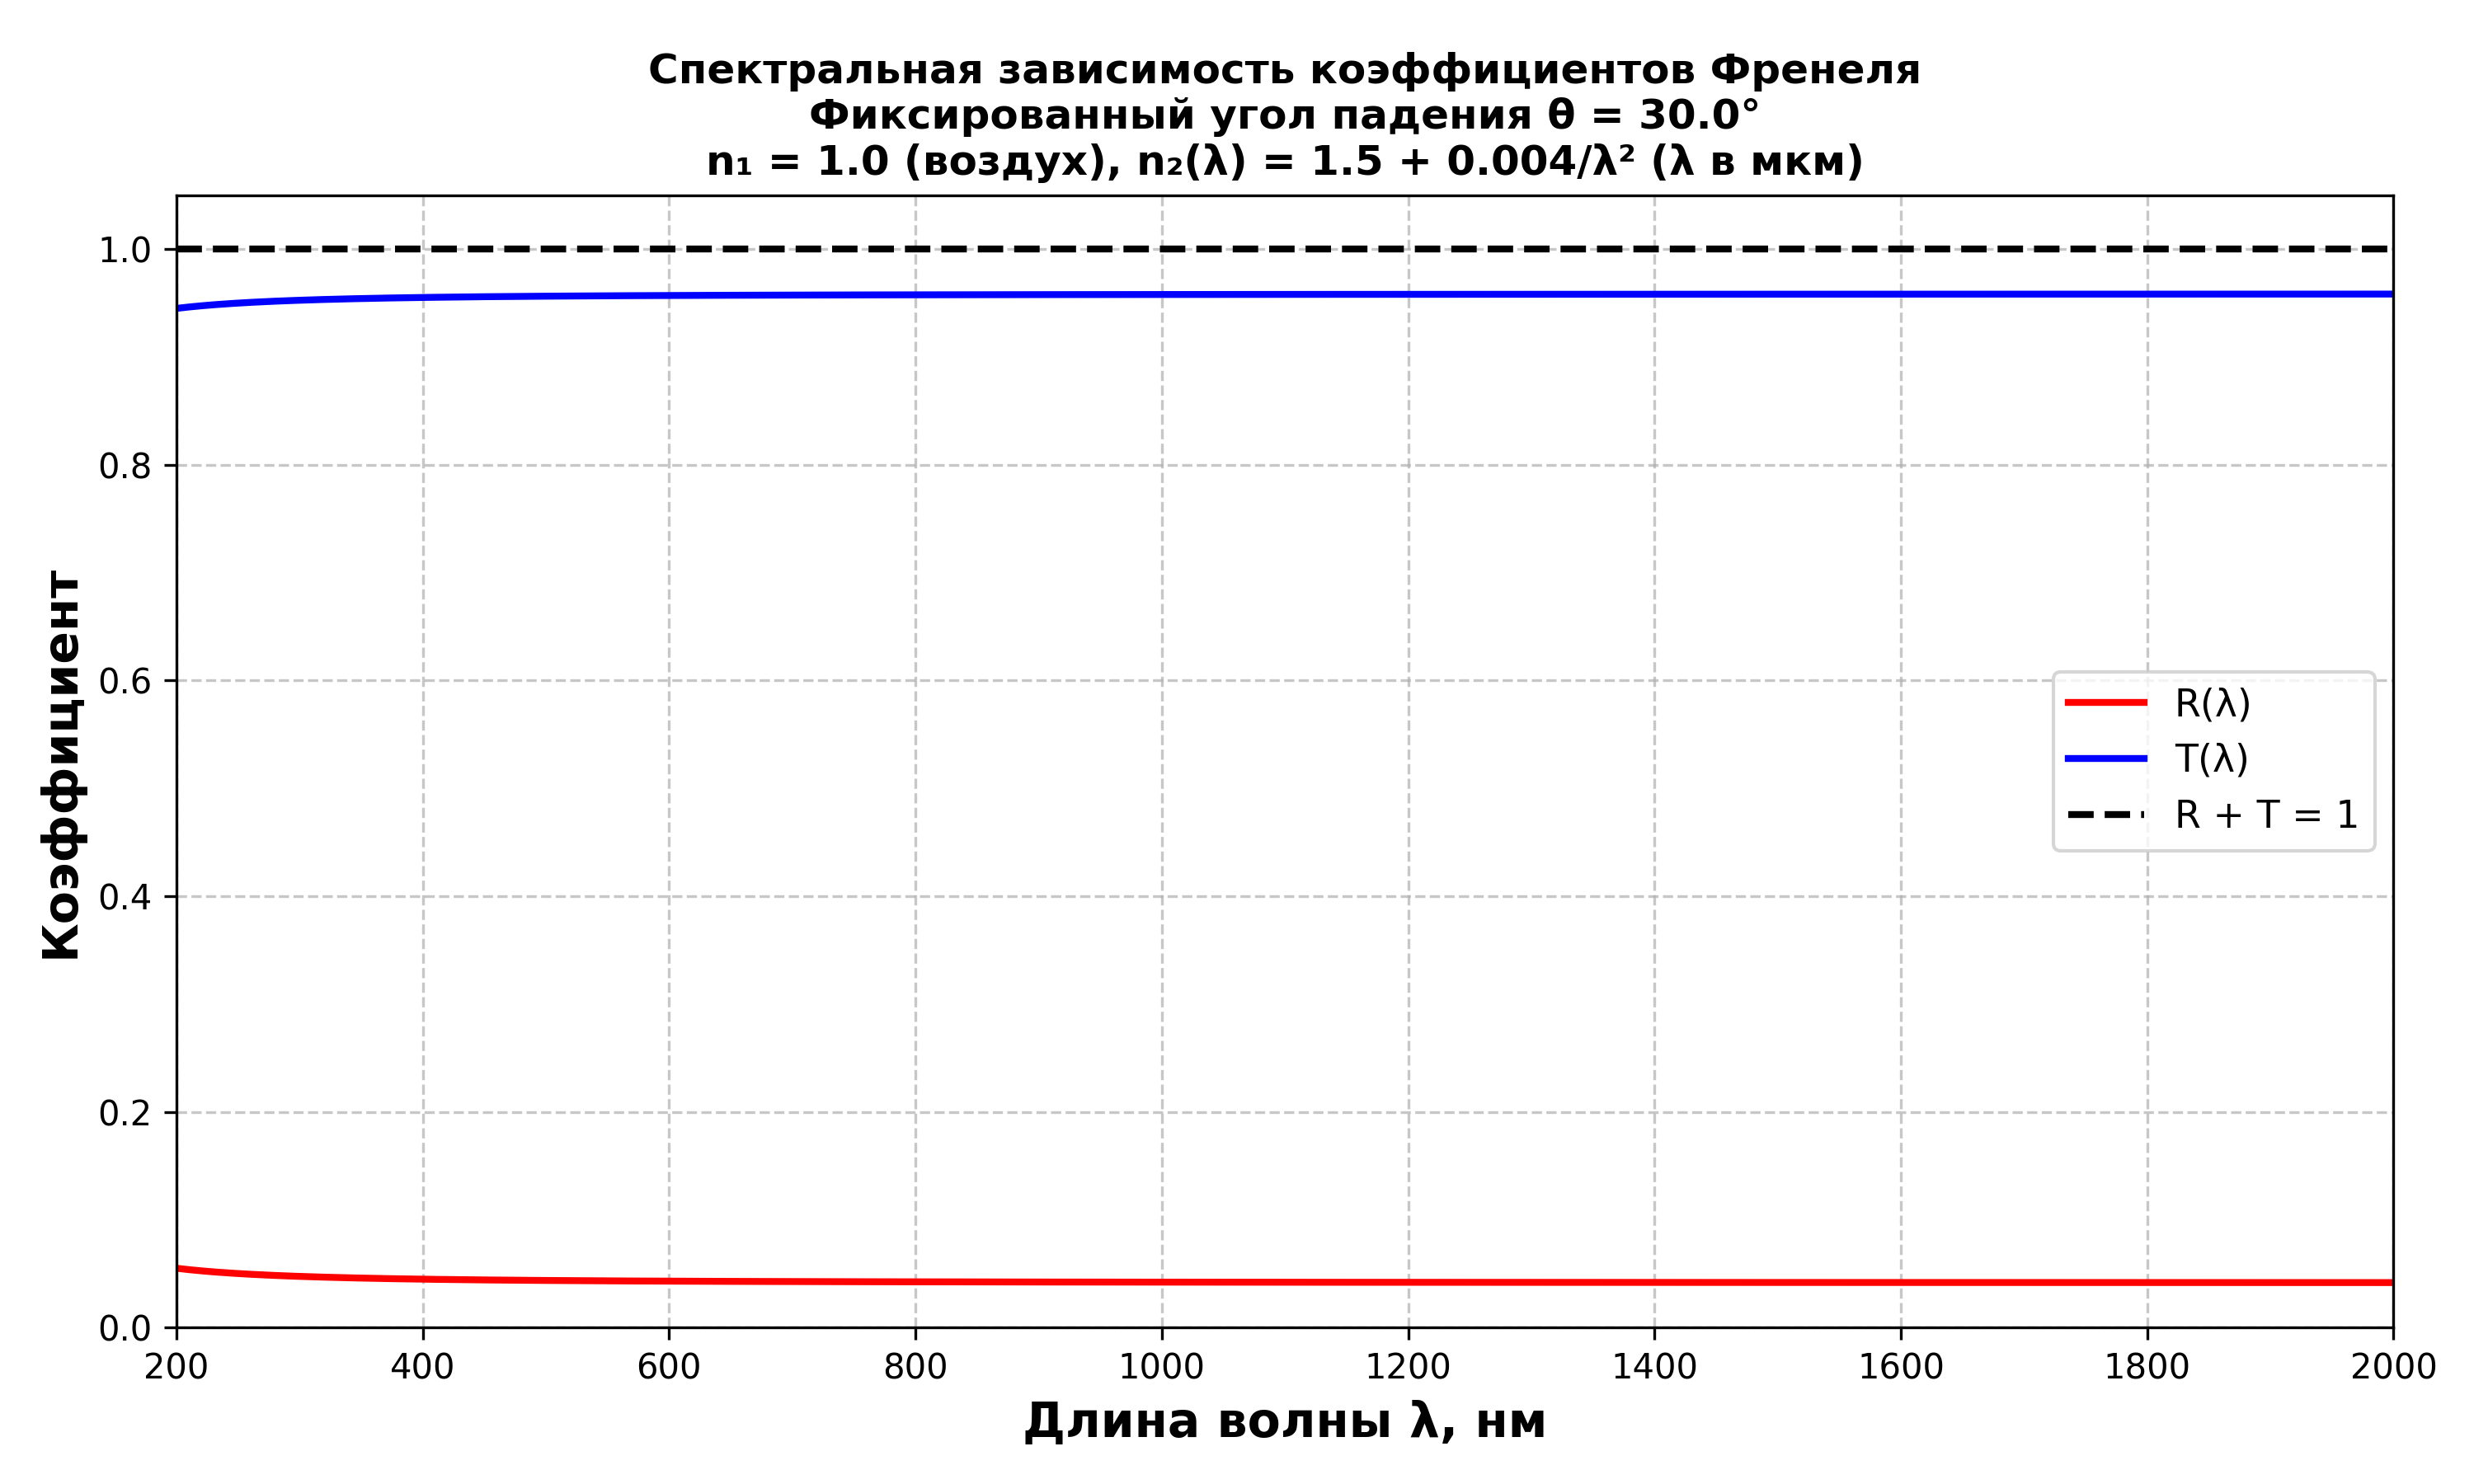 Спектральная зависимость коэффициентов Френеля
Фиксированный угол падения θ = 30.0°
n₁ = 1.0 (воздух), n₂(λ) = 1.5 + 0.004/λ² (λ в мкм)
Коэффициент
1.0
0.8
0.6
0.4
0.2
0.0
R(λ)
T(λ)
R + T = 1
200 400 600 800 1000 1200 1400 1600 1800 2000
Длина волны λ, нм